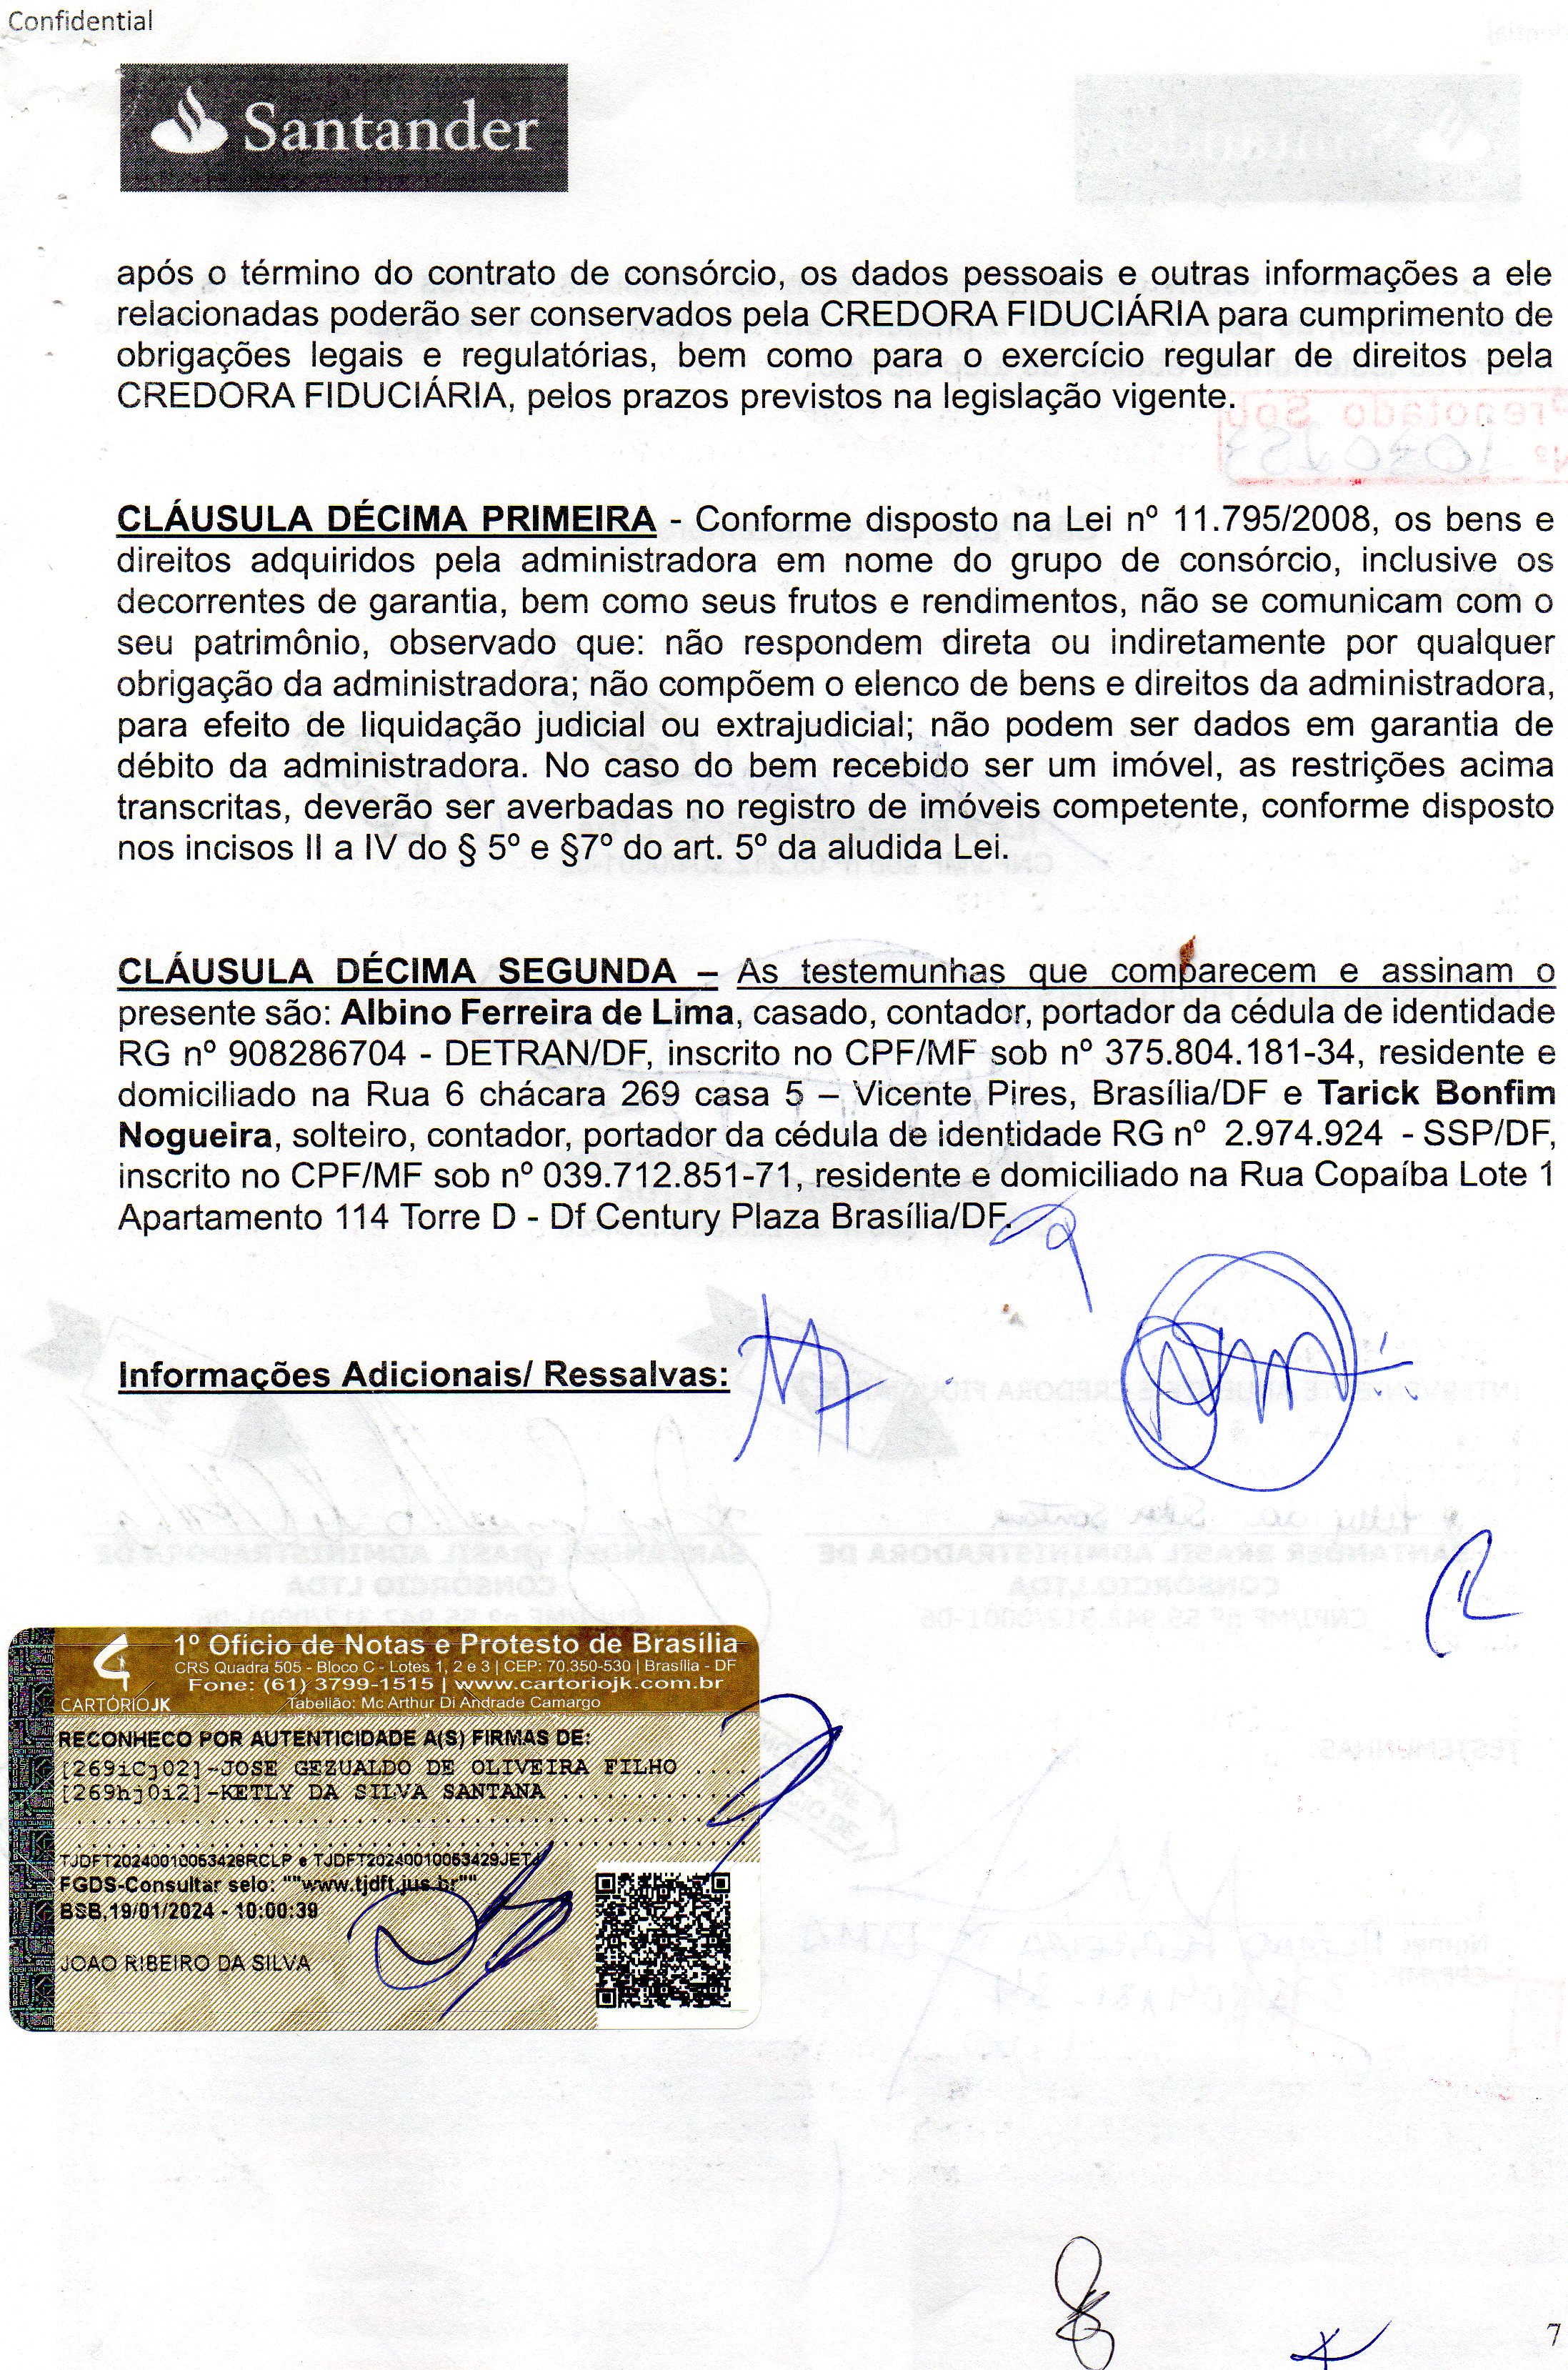 Confidential
Santander
após o término do contrato de consórcio, os dados pessoais e outras informações a ele
relacionadas poderão ser conservados pela CREDORA FIDUCIÁRIA para cumprimento de
obrigações legais e regulatórias, bem como para o exercício regular de direitos pela
CREDORA FIDUCIÁRIA, pelos prazos previstos na legislação vigente.
CLÁUSULA DÉCIMA PRIMEIRA - Conforme disposto na Lei nº 11.795/2008, os bens e
direitos adquiridos pela administradora em nome do grupo de consórcio, inclusive os
decorrentes de garantia, bem como seus frutos e rendimentos, não se comunicam com o
seu patrimônio, observado que: não respondem direta ou indiretamente por qualquer
obrigação da administradora; não compõem o elenco de bens e direitos da administradora,
para efeito de liquidação judicial ou extrajudicial; não podem ser dados em garantia de
débito da administradora. No caso do bem recebido ser um imóvel, as restrições acima
transcritas, deverão ser averbadas no registro de imóveis competente, conforme disposto
nos incisos II a IV do § 5º e §7º do art. 5º da aludida Lei.
CLÁUSULA DÉCIMA SEGUNDA – As testemunhas que comparecem e assinam o
presente são: Albino Ferreira de Lima, casado, contador, portador da cédula de identidade
RG nº 908286704 - DETRAN/DF, inscrito no CPF/MF sob nº 375.804.181-34, residente e
domiciliado na Rua 6 chácara 269 casa 5 – Vicente Pires, Brasília/DF e Tarick Bonfim
Nogueira, solteiro, contador, portador da cédula de identidade RG nº 2.974.924 - SSP/DF,
inscrito no CPF/MF sob nº 039.712.851-71, residente e domiciliado na Rua Copaíba Lote 1
Apartamento 114 Torre D - Df Century Plaza Brasília/DF.
Informações Adicionais/ Ressalvas:
1º Ofício de Notas e Protesto de Brasília
CRS Quadra 505 - Bloco C - Lotes 1, 2 e 3 | CEP: 70.350-530 | Brasília - DF
Fone: (61) 3799-1515 | www.cartoriojk.com.br
CARTÓRIOJK
Tabelião: Mc Arthur Di Andrade Camargo
RECONHECO POR AUTENTICIDADE A(S) FIRMAS DE:
[269iCj02]-JOSE GEZUALDO DE OLIVEIRA FILHO ....
[269hj0i2]-KETLY DA SILVA SANTANA .............
TJDFT20240010053428RCLP e TJDFT20240010053429JETJ
FGDS-Consultar selo: ""www.tjdft.jus.br""
BSB,19/01/2024 - 10:00:39
JOAO RIBEIRO DA SILVA
7